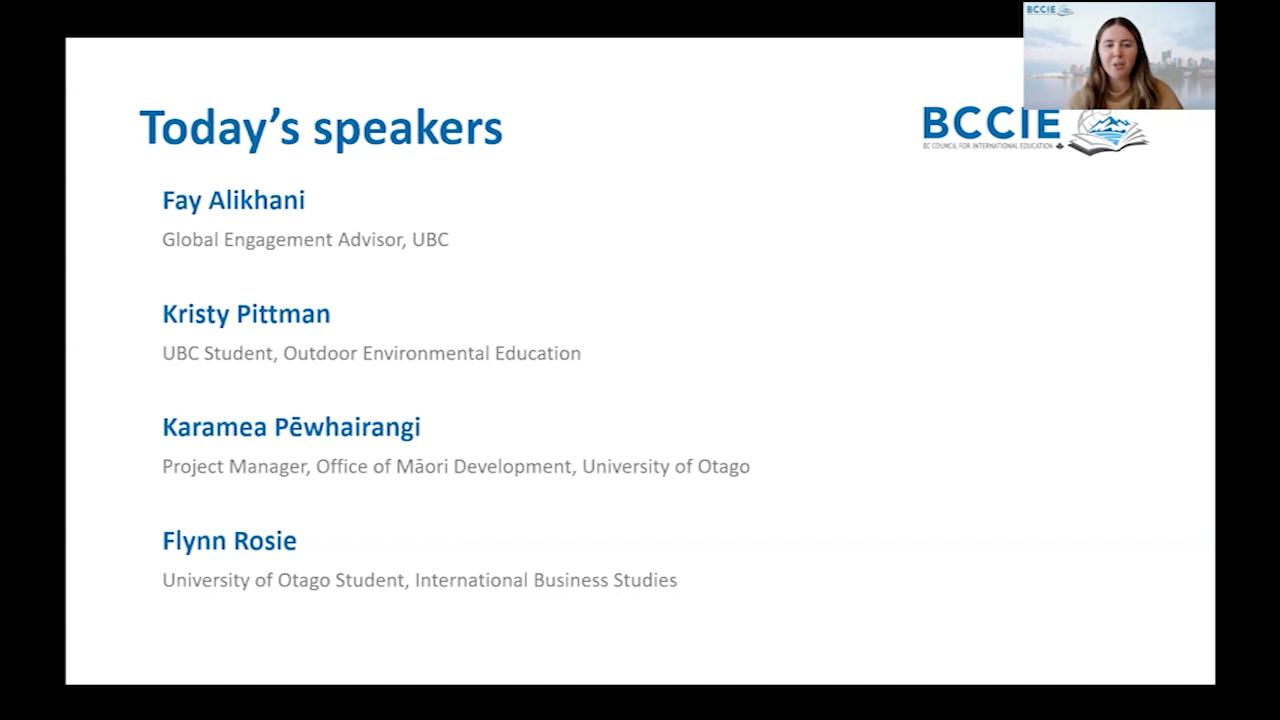 BCCIE
Today's speakers
BCCIE
BC COUNCIL FOR INTERNATIONAL EDUCATION
Fay Alikhani
Global Engagement Advisor, UBC
Kristy Pittman
UBC Student, Outdoor Environmental Education
Karamea Pēwhairangi
Project Manager, Office of Māori Development, University of Otago
Flynn Rosie
University of Otago Student, International Business Studies